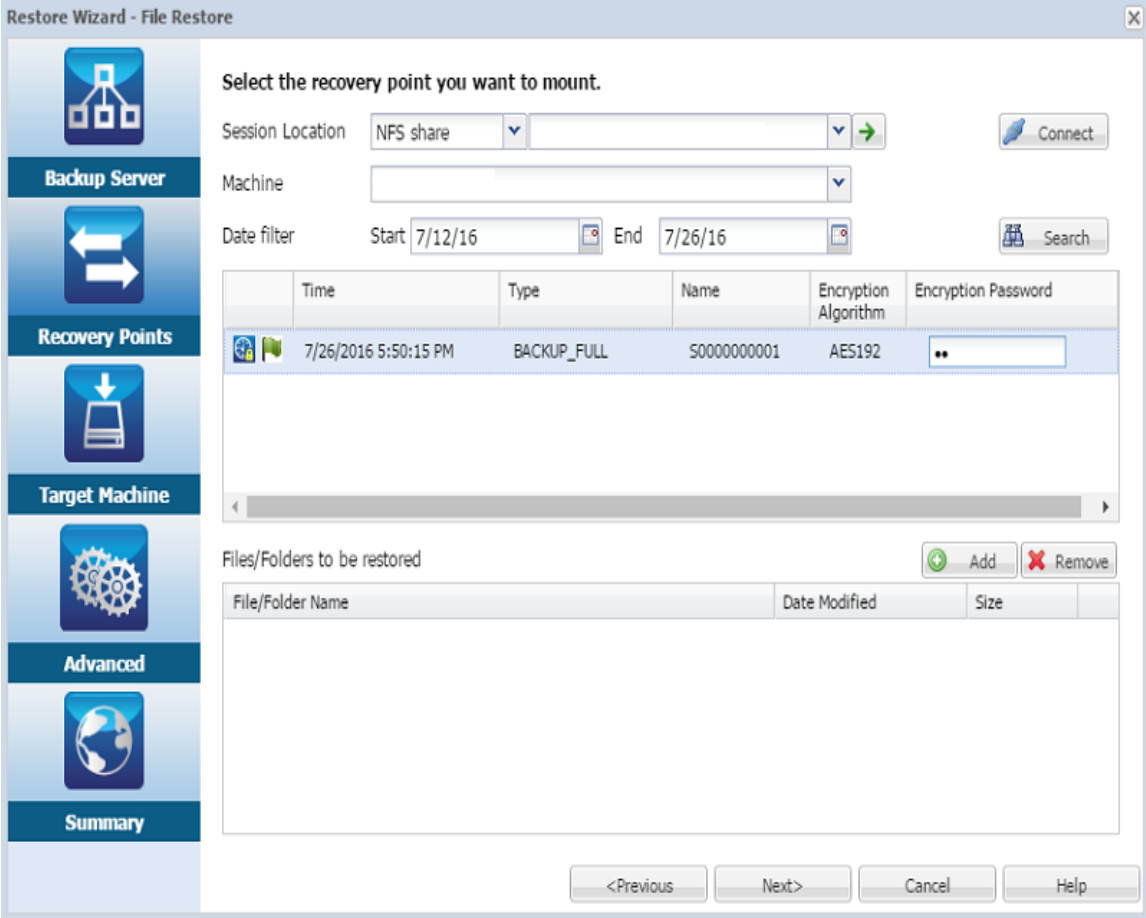 Restore Wizard - File Restore
Backup Server
Recovery Points
Target Machine
Advanced
Summary
Select the recovery point you want to mount.
Session Location NFS share Connect
Machine
Date filter Start 7/12/16 End 7/26/16 Search
Time Type Name Encryption Algorithm Encryption Password
7/26/2016 5:50:15 PM BACKUP_FULL S0000000001 AES192 ••
Files/Folders to be restored Add Remove
File/Folder Name Date Modified Size
<Previous Next> Cancel Help